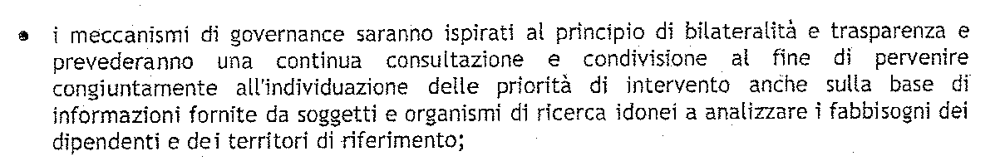 • i meccanismi di governance saranno ispirati al principio di bilateralità e trasparenza e
prevederanno una continua consultazione e condivisione al fine di pervenire
congiuntamente all'individuazione delle priorità di intervento anche sulla base di
informazioni fornite da soggetti e organismi di ricerca idonei a analizzare i fabbisogni dei
dipendenti e dei territori di riferimento;